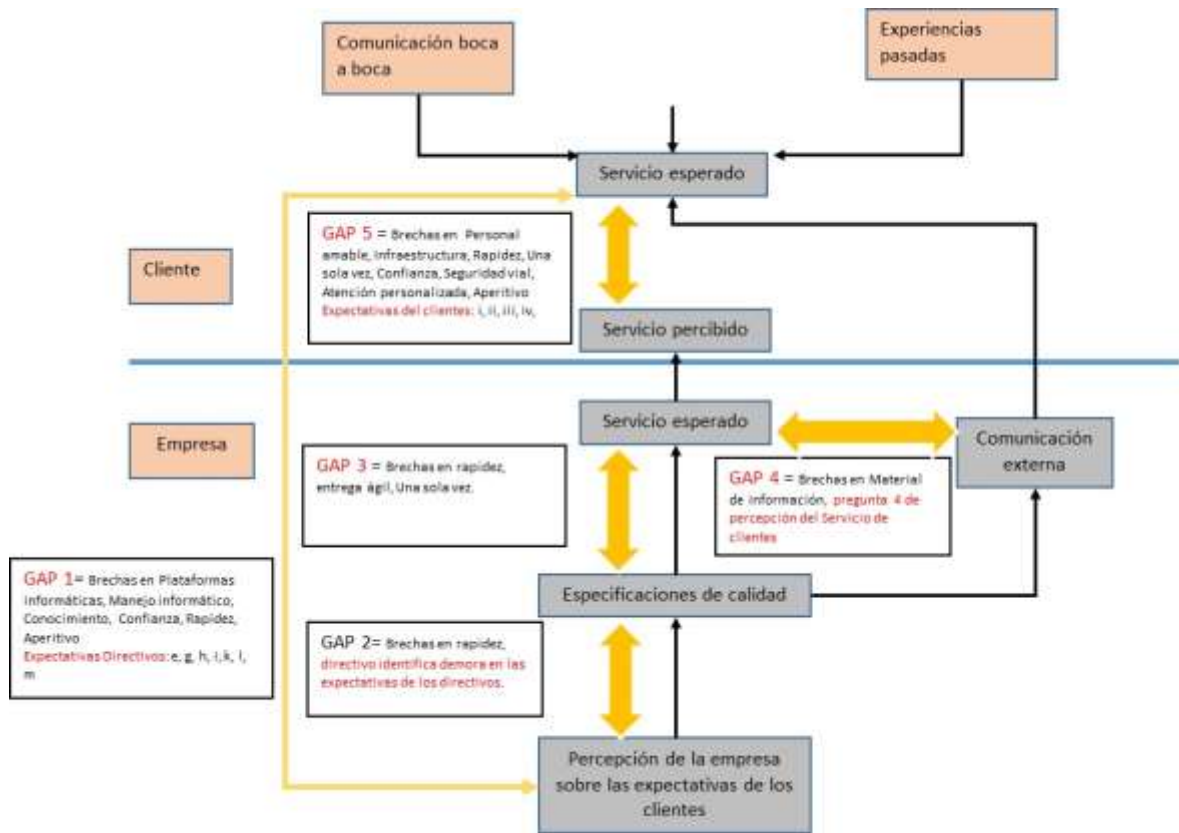 Comunicación boca
a boca
Experiencias
pasadas
Servicio esperado
GAP 5 = Brechas en Personal
amable, Infraestructura, Rapidez, Una
sola vez, Confianza, Seguridad vial,
Atención personalizada, Aperitivo
Expectativas del clientes: i, ii, iii, iv,
Cliente
Servicio percibido
Servicio esperado
Empresa
Comunicación
externa
GAP 3 = Brechas en rapidez,
entrega ágil, Una sola vez.
GAP 4= Brechas en Material
de información, pregunta 4 de
percepción del Servicio de
clientes
GAP 1= Brechas en Plataformas
Informáticas, Manejo informático,
Conocimiento, Confianza, Rapidez,
Aperitivo
Expectativas Directivos: e, g, h, i, k, l,
m
Especificaciones de calidad
GAP 2= Brechas en rapidez,
directivo identifica demora en las
expectativas de los directivos.
Percepción de la empresa
sobre las expectativas de los
clientes